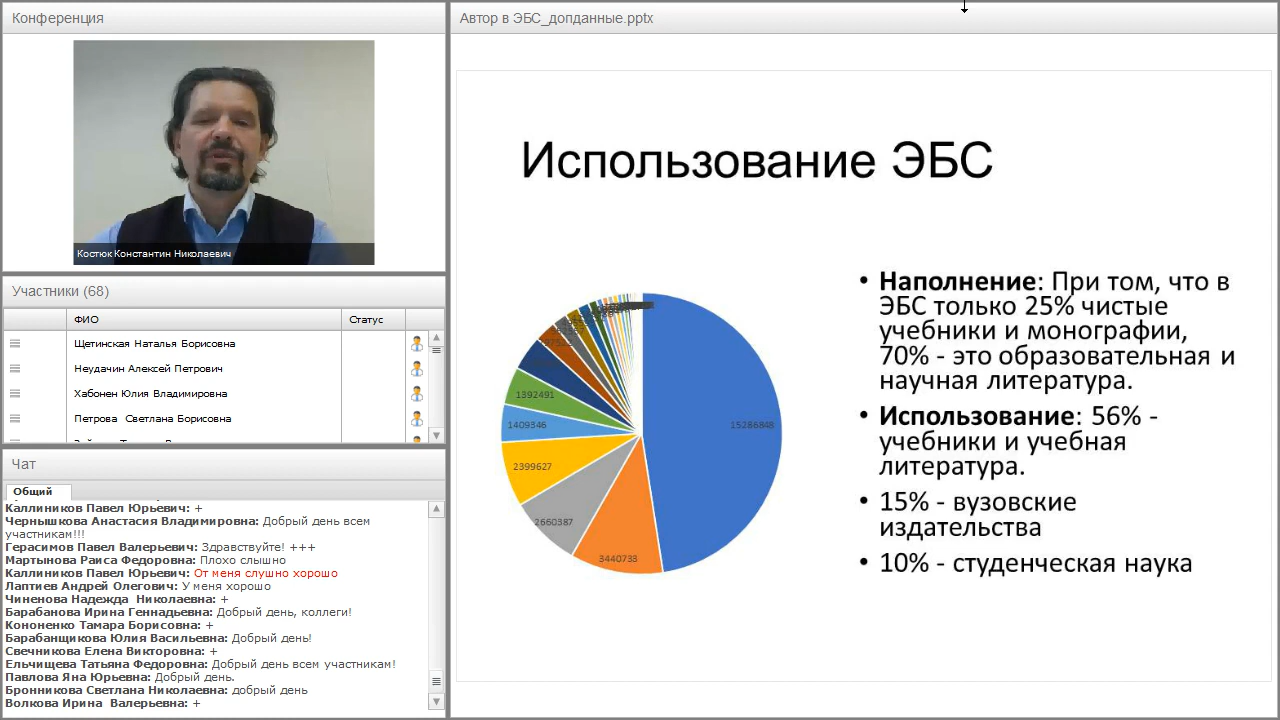 Конференция
Костюк Константин Николаевич
Участники (68)
ФИО
Статус
Щетинская Наталья Борисовна
Неудачин Алексей Петрович
Хабонен Юлия Владимировна
Петрова Светлана Борисовна
Чат
Общий
Каллиников Павел Юрьевич: +
Чернышкова Анастасия Владимировна: Добрый день всем
участникам!!!
Герасимов Павел Валерьевич: Здравствуйте! +++
Мартынова Раиса Федоровна: Плохо слышно
Каллиников Павел Юрьевич: От меня слушно хорошо
Лаптиев Андрей Олегович: У меня хорошо
Чиненова Надежда Николаевна: +
Барабанова Ирина Геннадьевна: Добрый день, коллеги!
Кононенко Тамара Борисовна: +
Барабанщикова Юлия Васильевна: Добрый день!
Свечникова Елена Викторовна: +
Ельчищева Татьяна Федоровна: Добрый день всем участникам!
Павлова Яна Юрьевна: Добрый день.
Бронникова Светлана Николаевна: добрый день
Волкова Ирина Валерьевна: +
Автор в ЭБС_допданные.pptx
Использование ЭБС
15286848
3440733
2660387
2399627
1409346
1392491
• Наполнение: При том, что в
ЭБС только 25% чистые
учебники и монографии,
70% - это образовательная и
научная литература.
• Использование: 56% -
учебники и учебная
литература.
• 15% - вузовские
издательства
• 10% - студенческая наука